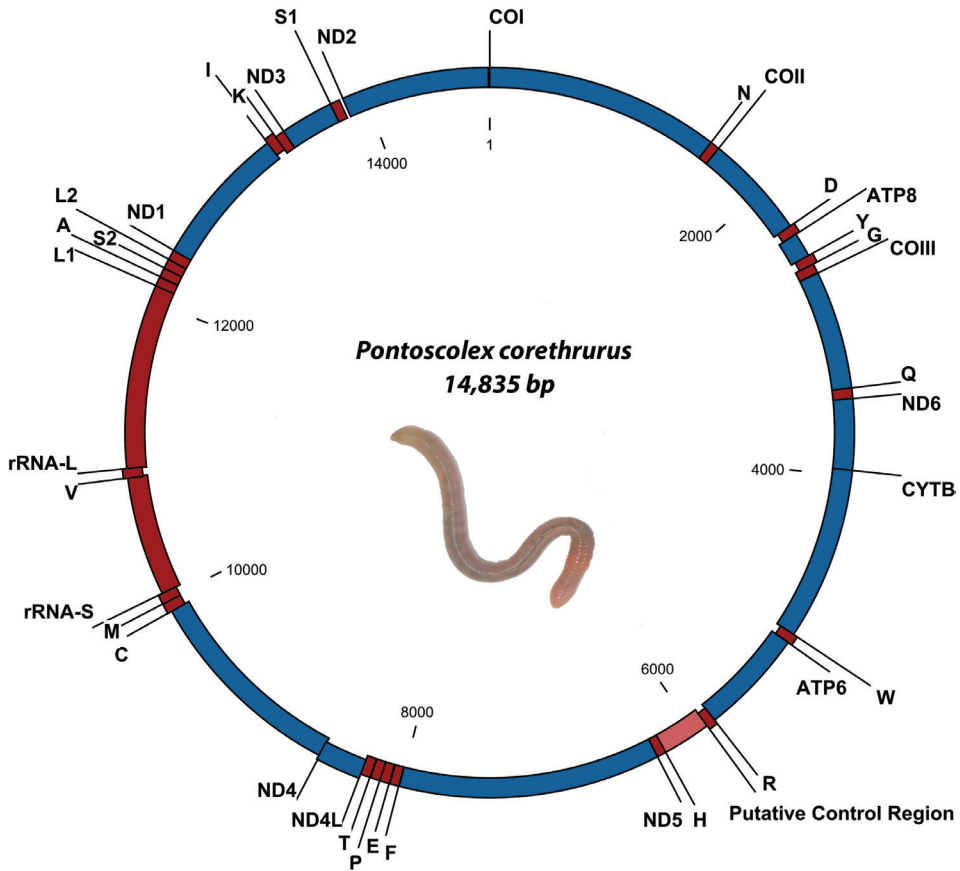 COI
S1
ND2
I
ND3
K
N
COII
14000
1
L2
ND1
A
S2
L1
D
ATP8
Y
G
COIII
2000
12000
Pontoscolex corethrurus
14,835 bp
Q
ND6
rRNA-L
V
4000
CYTB
10000
rRNA-S
M
C
6000
ATP6
W
8000
ND4
ND4L
T
P
E
F
ND5
H
R
Putative Control Region